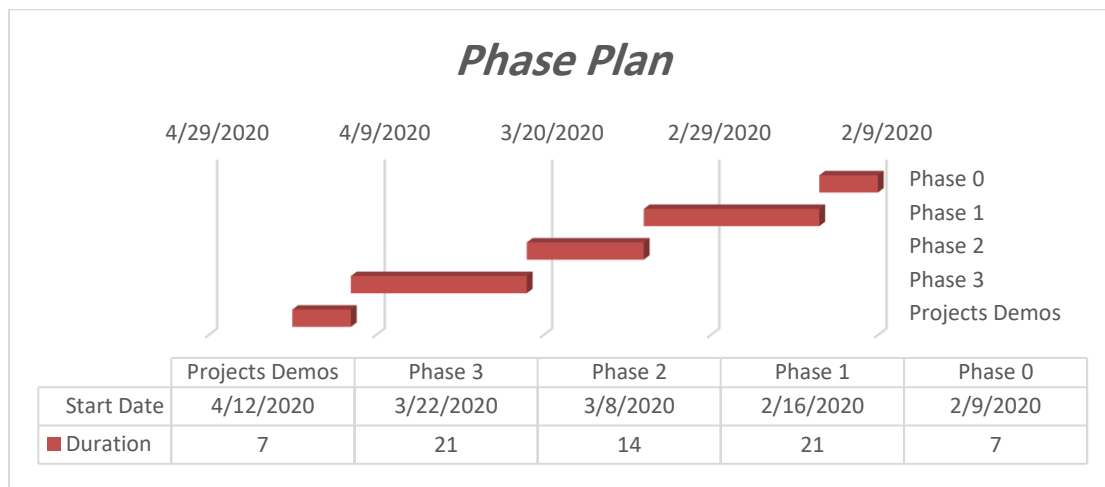 Phase Plan
4/29/2020 4/9/2020 3/20/2020 2/29/2020 2/9/2020
Phase 0
Phase 1
Phase 2
Phase 3
Projects Demos
Projects Demos Phase 3 Phase 2 Phase 1 Phase 0
Start Date 4/12/2020 3/22/2020 3/8/2020 2/16/2020 2/9/2020
Duration 7 21 14 21 7